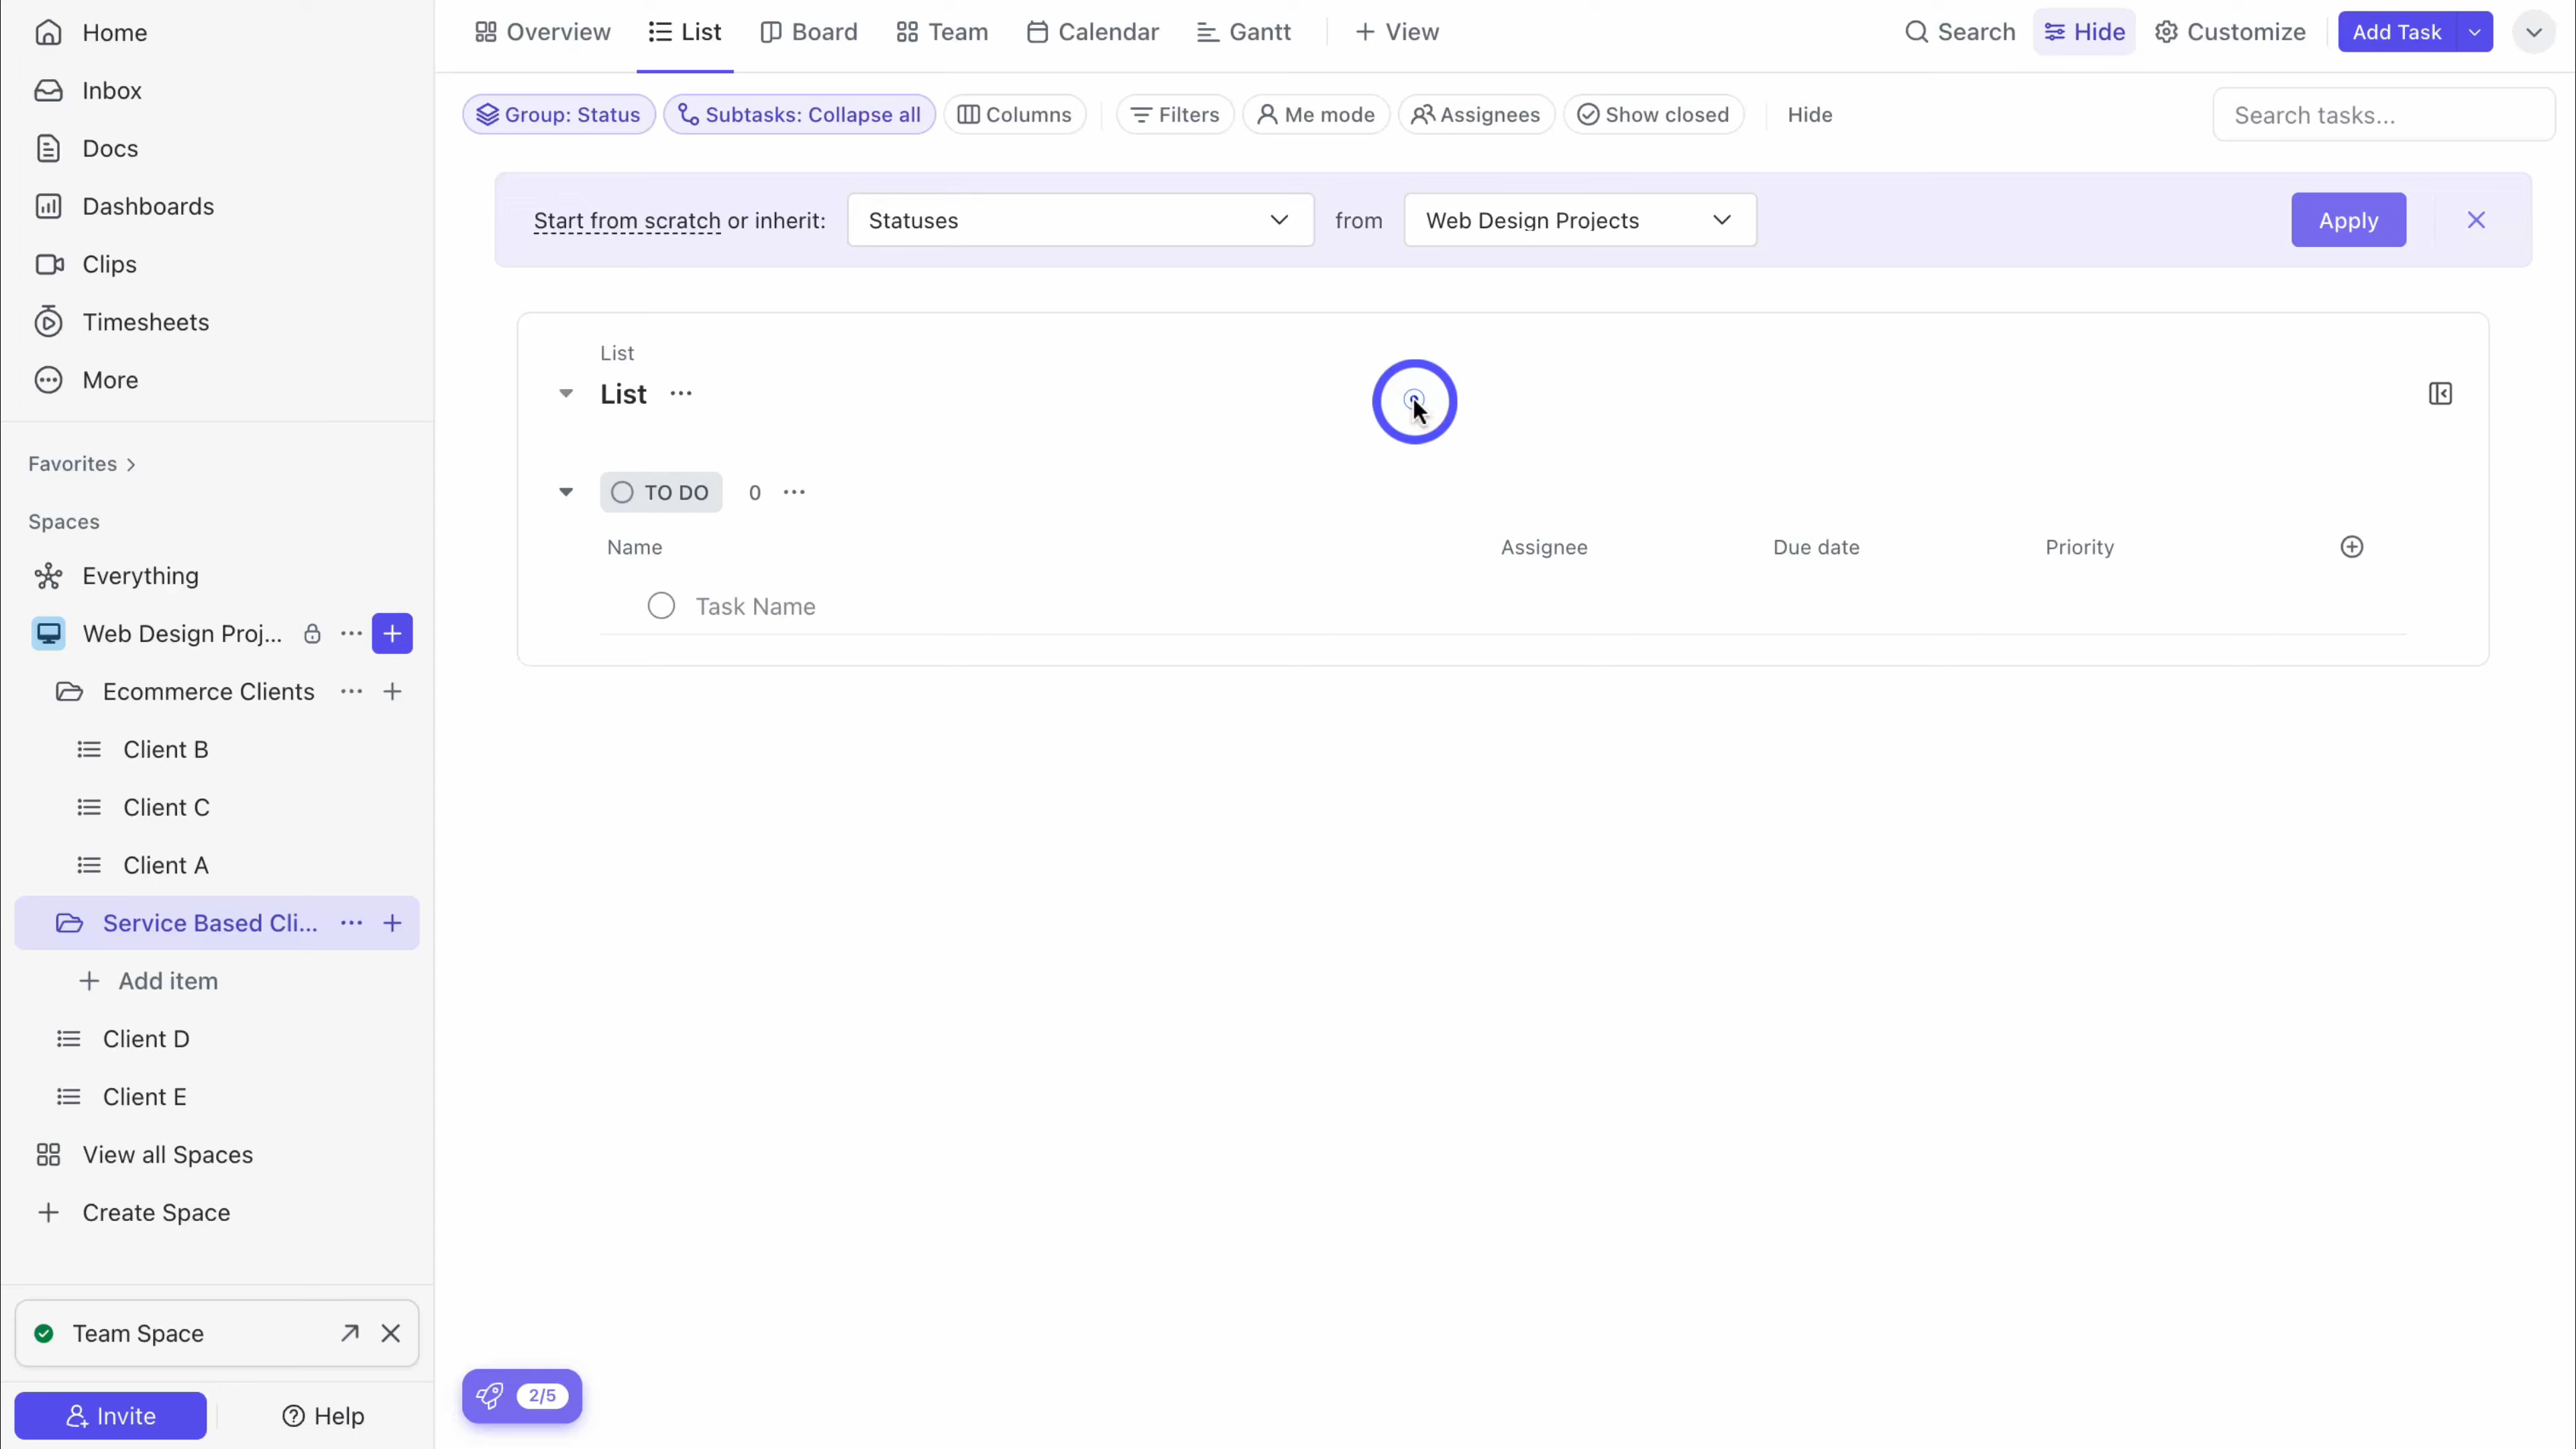 Home
Inbox
Docs
Dashboards
Clips
Timesheets
More
Favorites
Spaces
Everything
Web Design Proj...
Ecommerce Clients
Client B
Client C
Client A
Service Based Cli...
Add item
Client D
Client E
View all Spaces
Create Space
Team Space
Invite Help
Overview List Board Team Calendar Gantt + View Search Hide Customize Add Task
Group: Status Subtasks: Collapse all Columns Filters Me mode Assignees Show closed Hide Search tasks...
Start from scratch or inherit: Statuses from Web Design Projects Apply
List
List ...
TO DO 0 ...
Name Assignee Due date Priority
Task Name
2/5